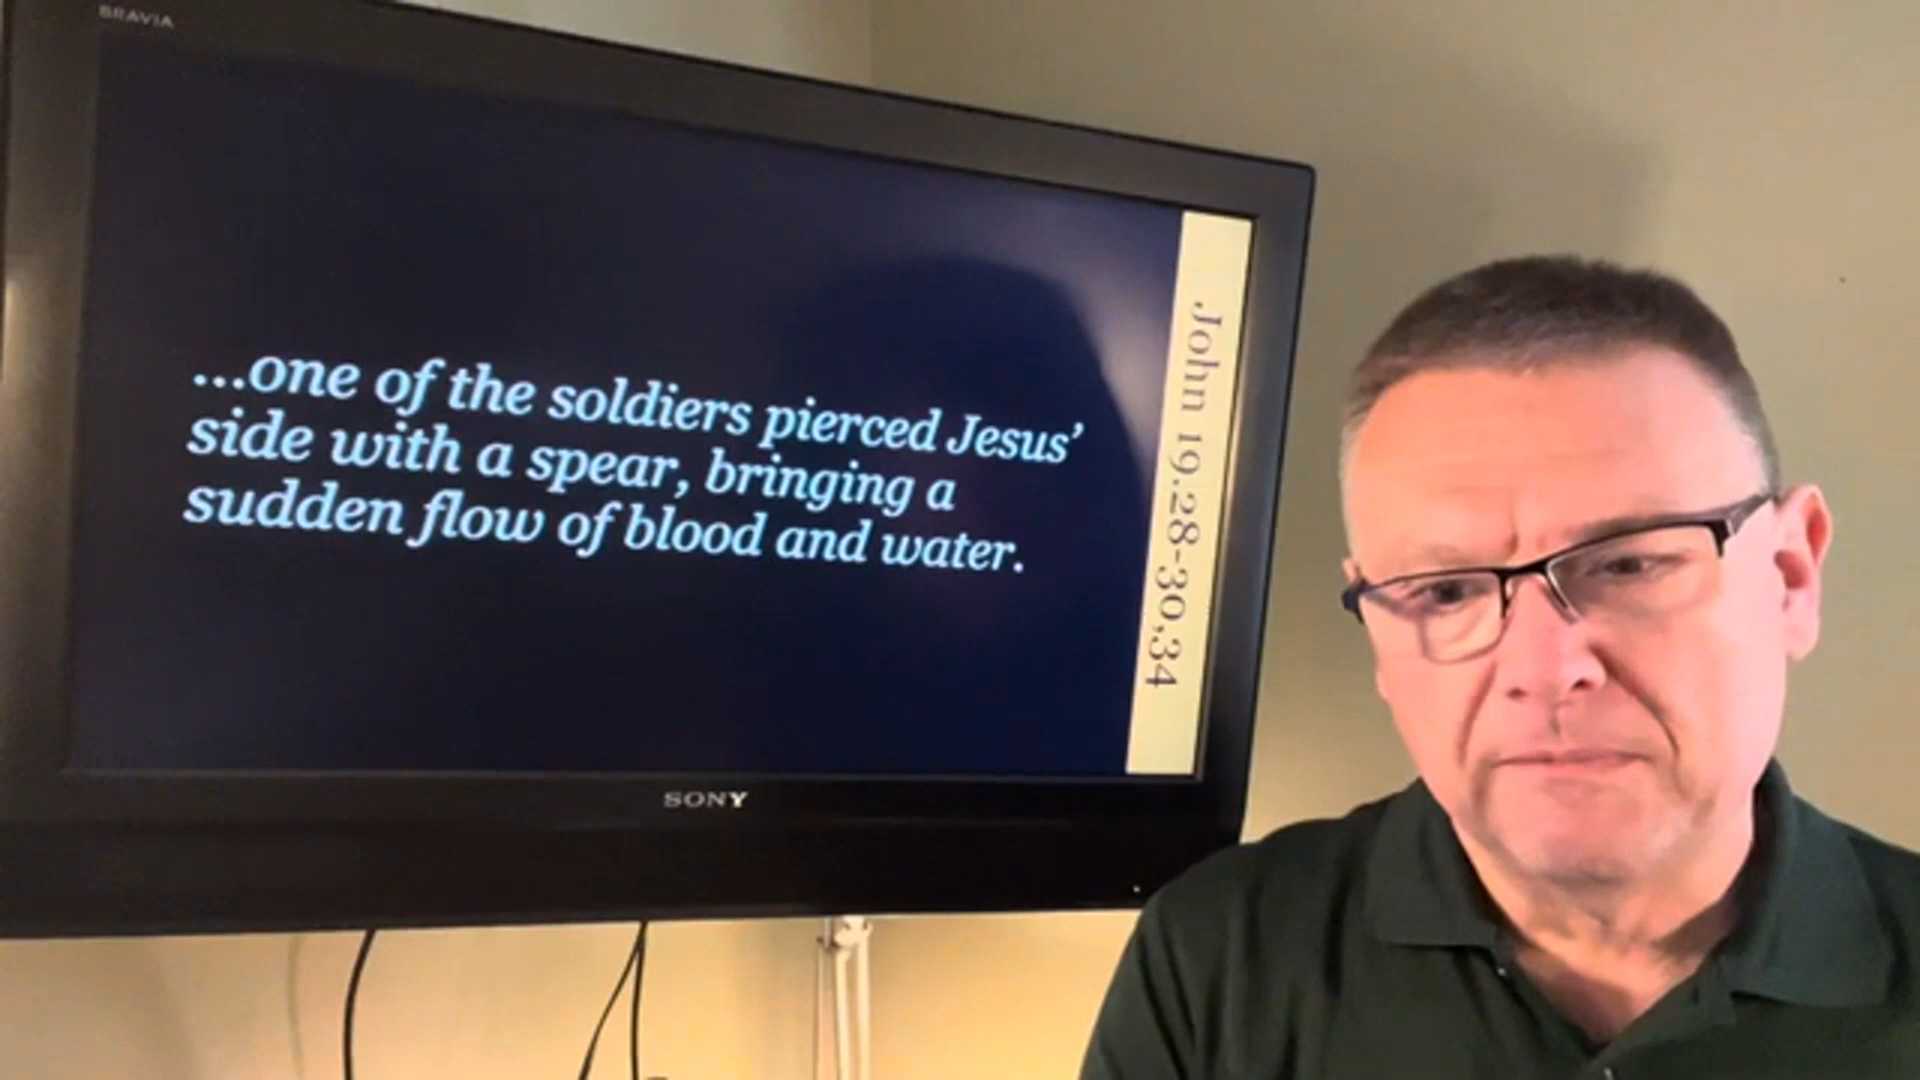 BRAVIA
...one of the soldiers pierced Jesus’
side with a spear, bringing a
sudden flow of blood and water.
John 19.28-30,34
SONY